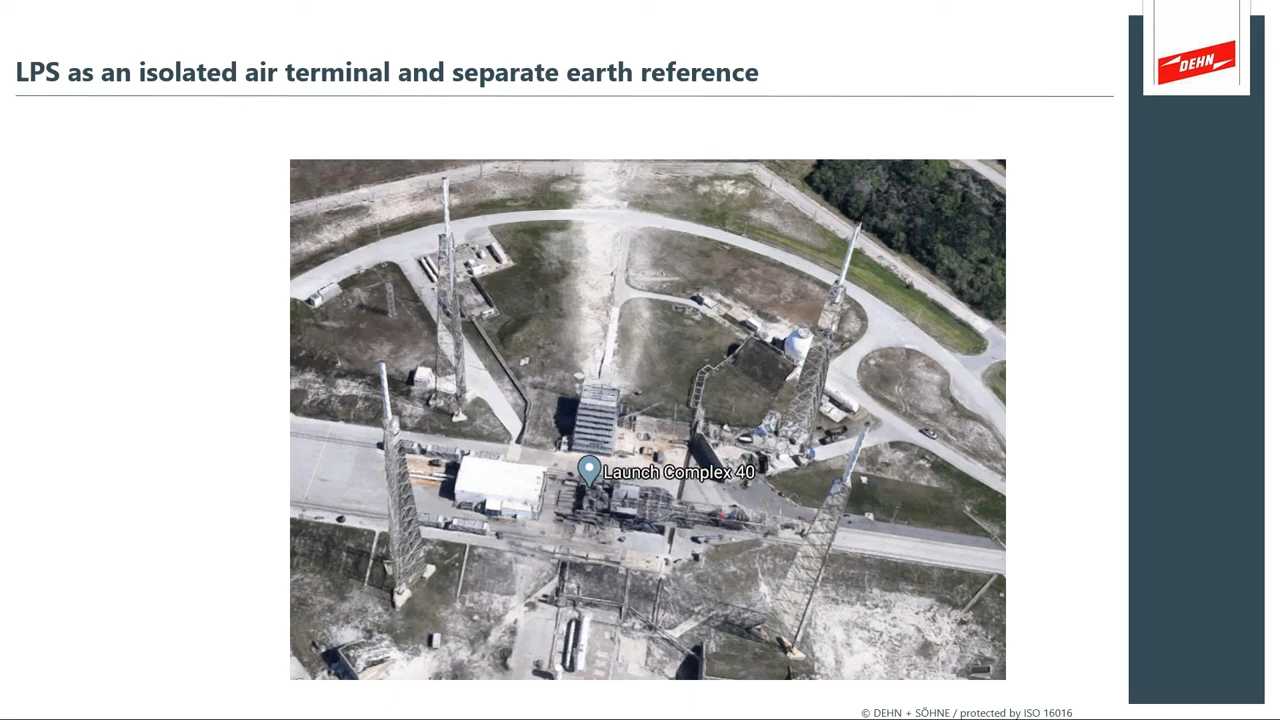 LPS as an isolated air terminal and separate earth reference
DEHN
Launch Complex 40
© DEHN + SÖHNE / protected by ISO 16016